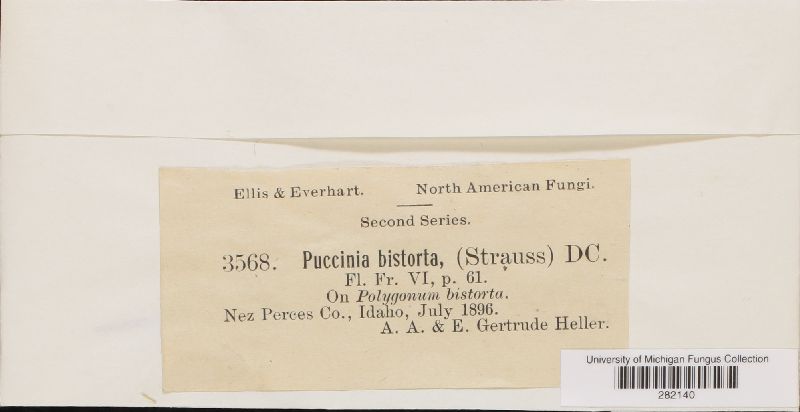 Ellis & Everhart. North American Fungi.
Second Series.
3568. Puccinia bistorta, (Strauss) DC.
Fl. Fr. VI, p. 61.
On Polygonum bistorta.
Nez Perces Co., Idaho, July 1896.
A. A. & E. Gertrude Heller.
University of Michigan Fungus Collection
282140